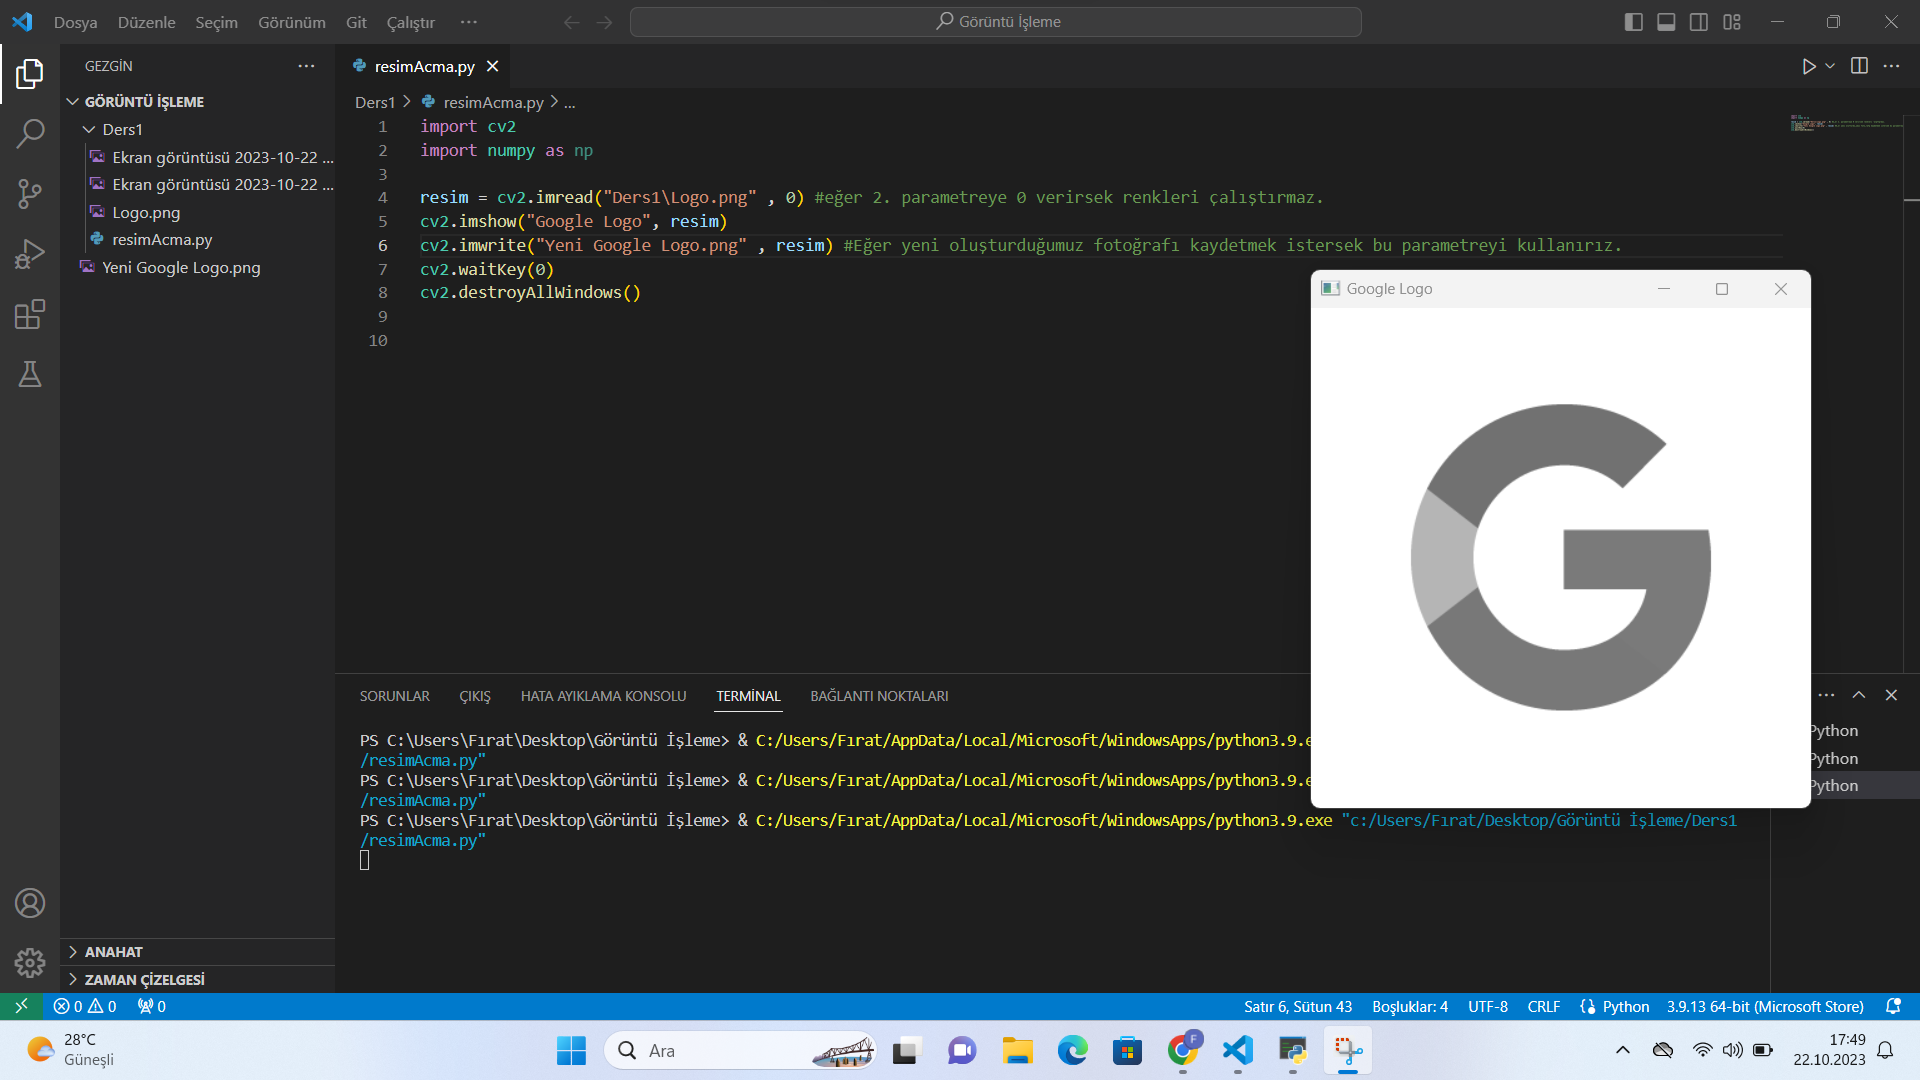 Dosya Düzenle Seçim Görünüm Git Çalıştır ···
Görüntü İşleme
GEZGİN
GÖRÜNTÜ İŞLEME
Ders1
Ekran görüntüsü 2023-10-22 ...
Ekran görüntüsü 2023-10-22 ...
Logo.png
resimAcma.py
Yeni Google Logo.png
ANAHAT
ZAMAN ÇİZELGESİ
resimAcma.py
Ders1 > resimAcma.py > ...
1 import cv2
2 import numpy as np
3
4 resim = cv2.imread("Ders1\Logo.png" , 0) #eğer 2. parametreye 0 verirsek renkleri çalıştırmaz.
5 cv2.imshow("Google Logo", resim)
6 cv2.imwrite("Yeni Google Logo.png" , resim) #Eğer yeni oluşturduğumuz fotoğrafı kaydetmek istersek bu parametreyi kullanırız.
7 cv2.waitKey(0)
8 cv2.destroyAllWindows()
9
10
Google Logo
G
SORUNLAR ÇIKIŞ HATA AYIKLAMA KONSOLU TERMİNAL BAĞLANTI NOKTALARI
PS C:\Users\Fırat\Desktop\Görüntü İşleme> & C:/Users/Fırat/AppData/Local/Microsoft/WindowsApps/python3.9.e
/resimAcma.py"
PS C:\Users\Fırat\Desktop\Görüntü İşleme> & C:/Users/Fırat/AppData/Local/Microsoft/WindowsApps/python3.9.e
/resimAcma.py"
PS C:\Users\Fırat\Desktop\Görüntü İşleme> & C:/Users/Fırat/AppData/Local/Microsoft/WindowsApps/python3.9.exe "c:/Users/Fırat/Desktop/Görüntü İşleme/Ders1
/resimAcma.py"
Python
Python
Python
0 0 0
Satır 6, Sütun 43 Boşluklar: 4 UTF-8 CRLF Python 3.9.13 64-bit (Microsoft Store)
28°C
Güneşli
Ara
F
17:49
22.10.2023